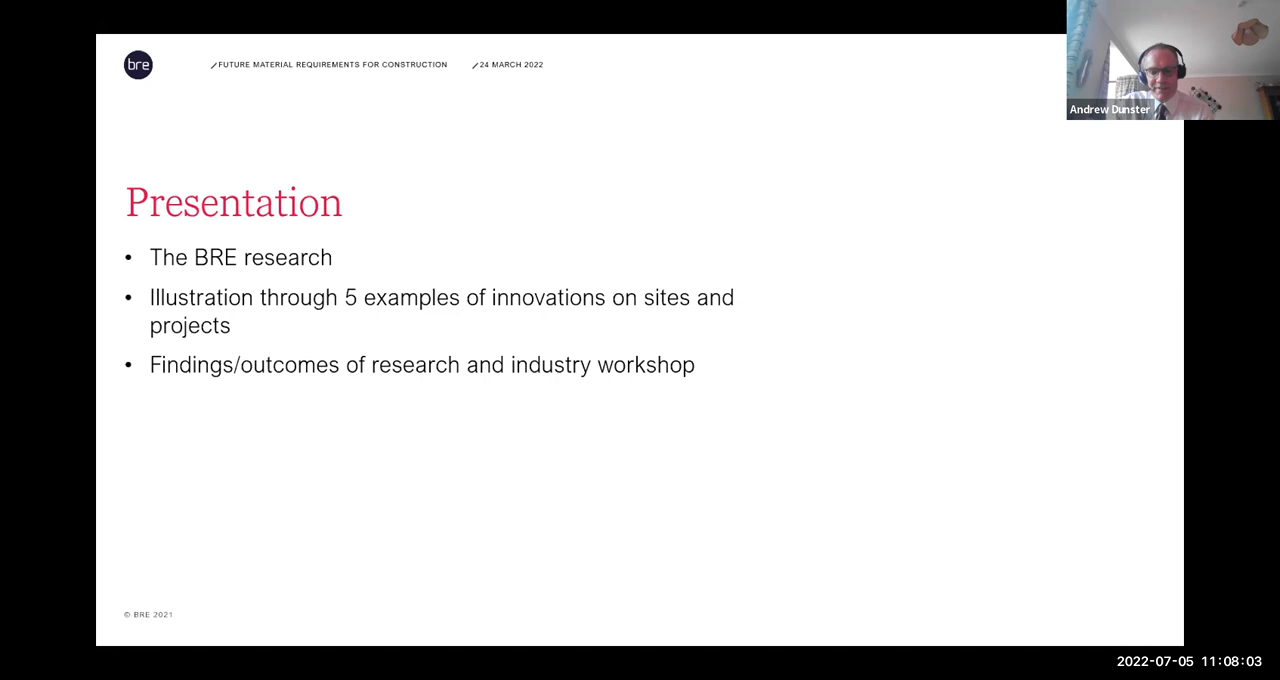 bre
FUTURE MATERIAL REQUIREMENTS FOR CONSTRUCTION 24 MARCH 2022
Andrew Dunster
Presentation
• The BRE research
• Illustration through 5 examples of innovations on sites and
projects
• Findings/outcomes of research and industry workshop
© BRE 2021
2022-07-05 11:08:03